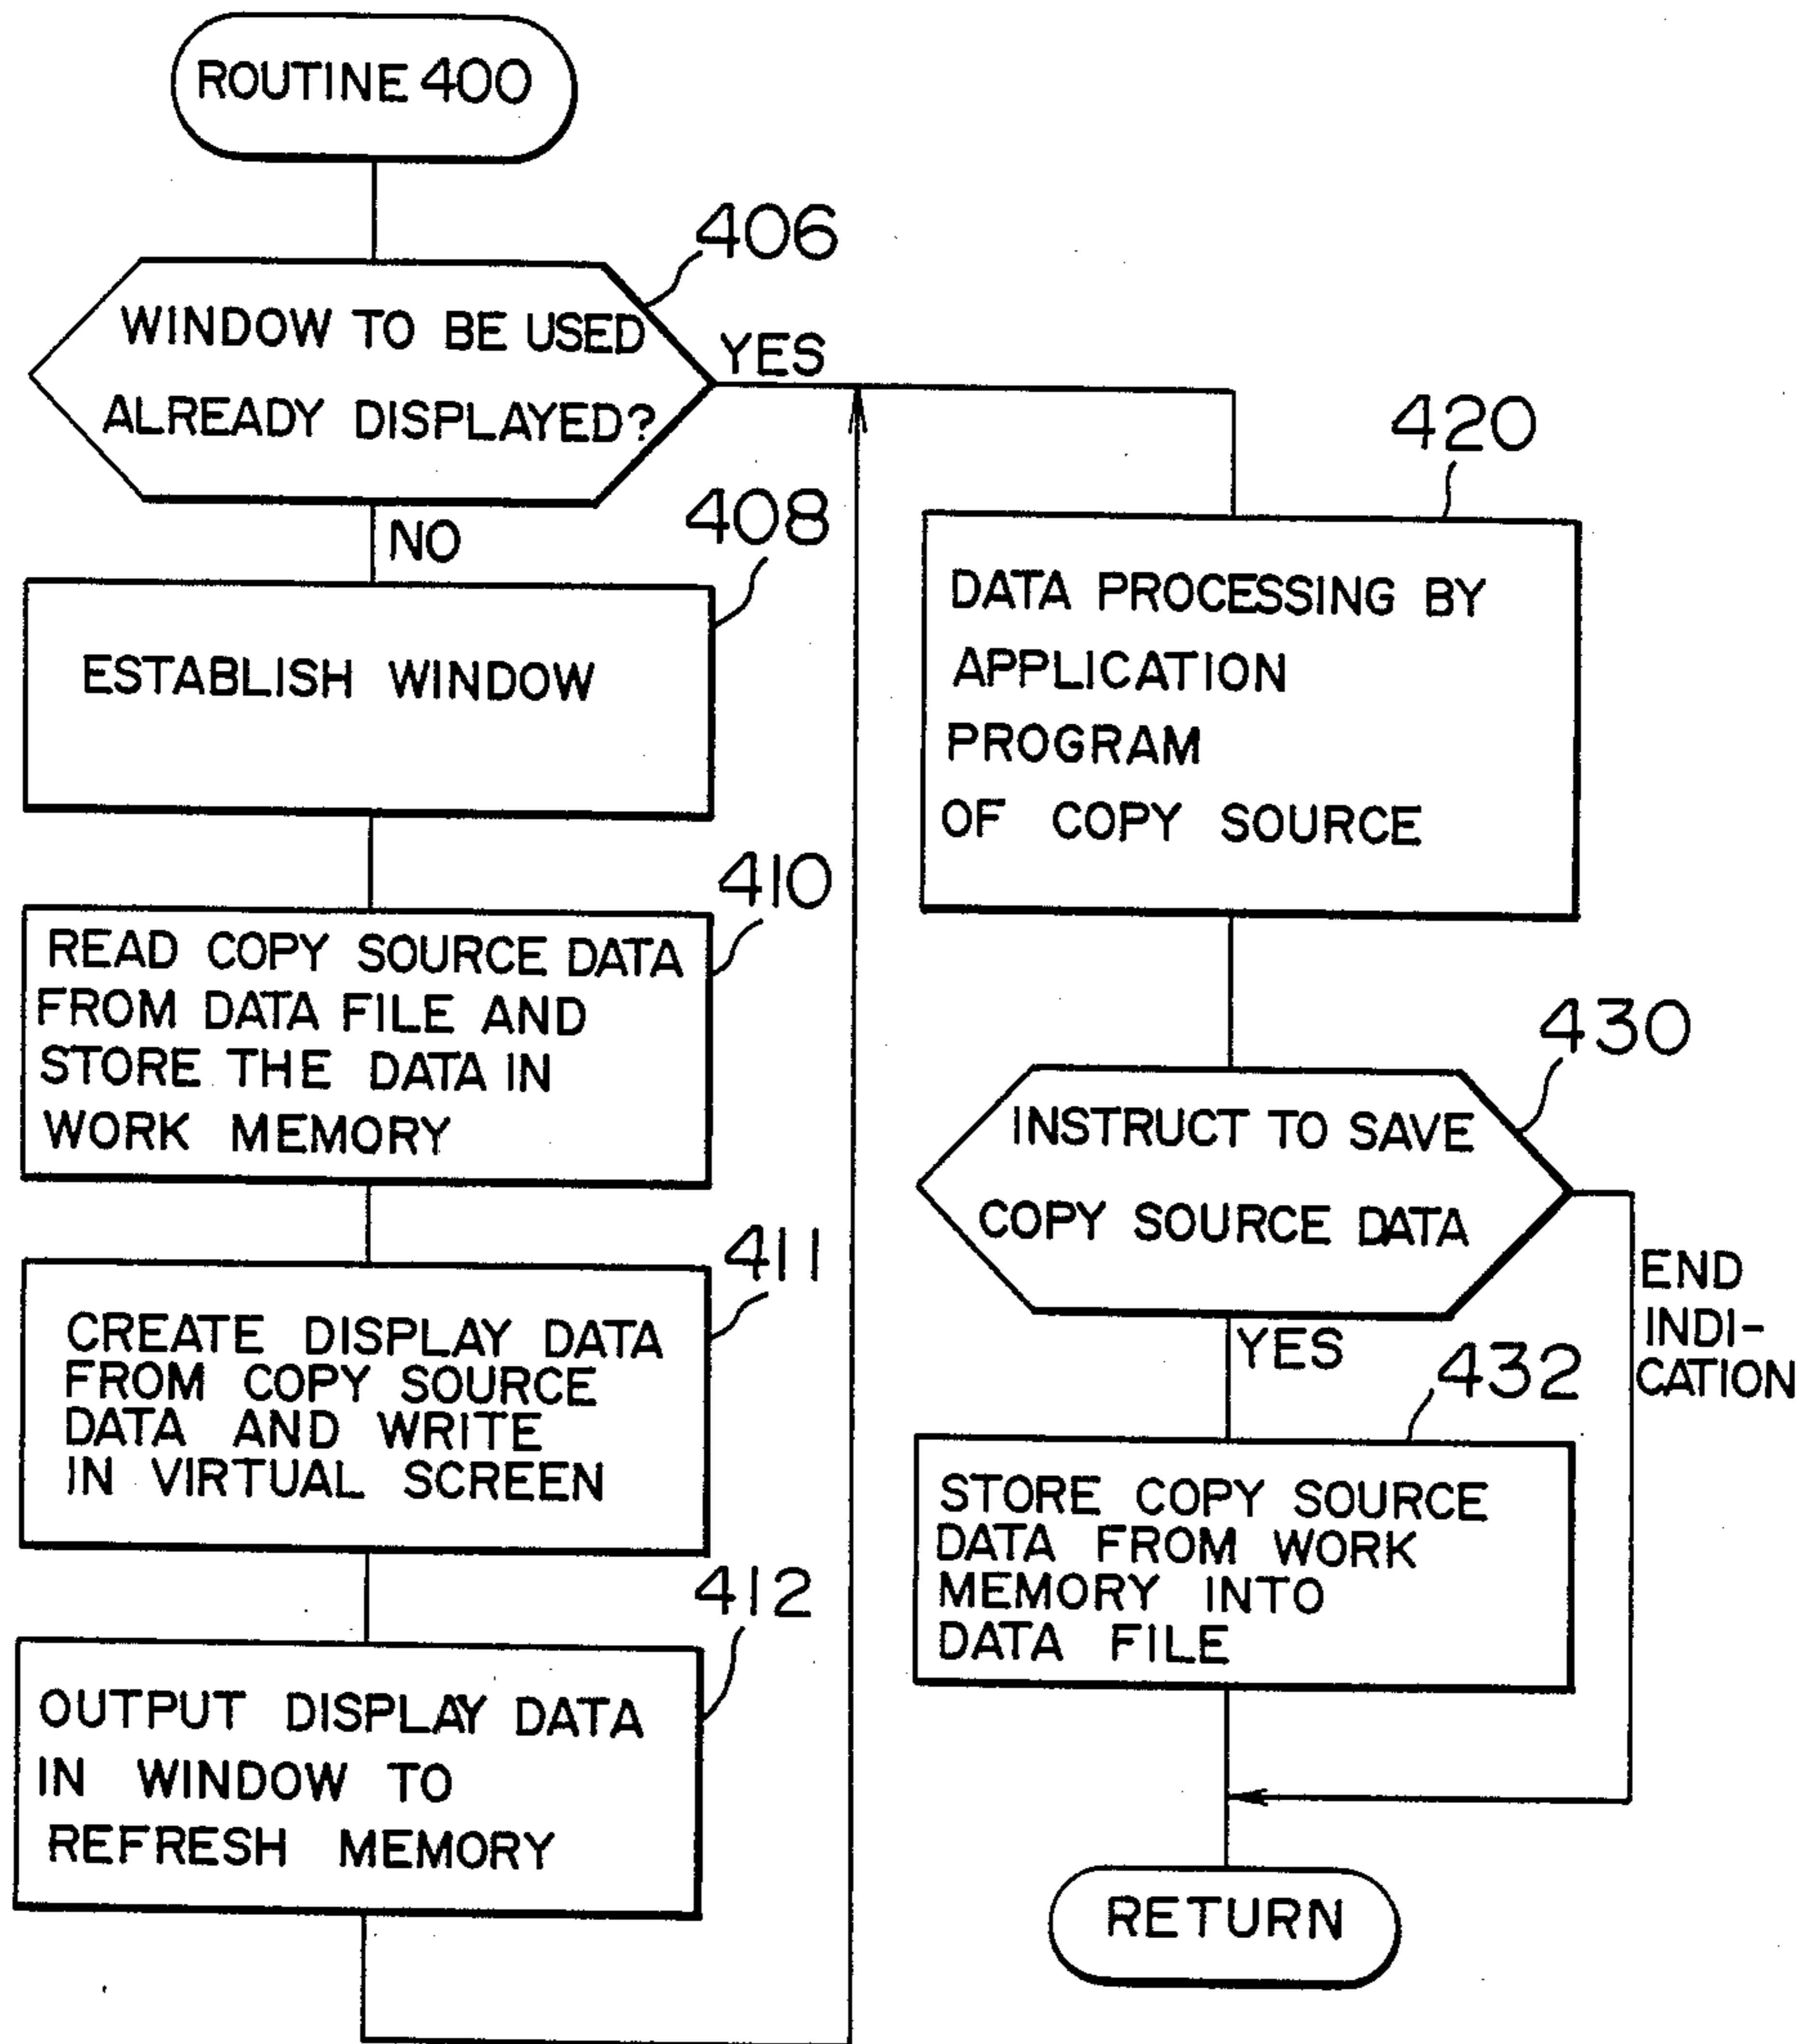 ROUTINE 400
406
WINDOW TO BE USED
ALREADY DISPLAYED?
YES
NO
408
ESTABLISH WINDOW
410
READ COPY SOURCE DATA
FROM DATA FILE AND
STORE THE DATA IN
WORK MEMORY
411
CREATE DISPLAY DATA
FROM COPY SOURCE
DATA AND WRITE
IN VIRTUAL SCREEN
412
OUTPUT DISPLAY DATA
IN WINDOW TO
REFRESH MEMORY
420
DATA PROCESSING BY
APPLICATION
PROGRAM
OF COPY SOURCE
430
INSTRUCT TO SAVE
COPY SOURCE DATA
END
INDI-
CATION
YES
432
STORE COPY SOURCE
DATA FROM WORK
MEMORY INTO
DATA FILE
RETURN